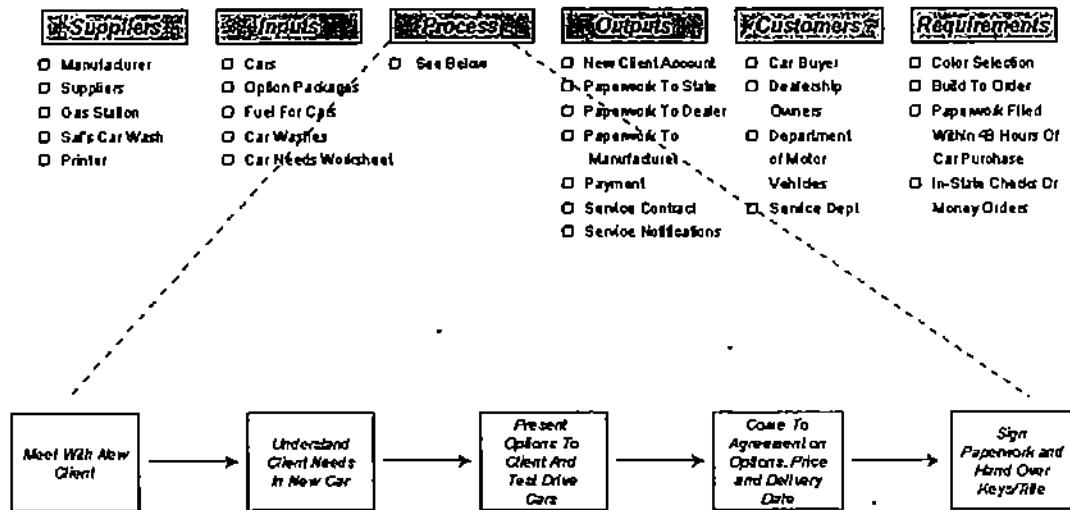 Suppliers
Manufacturer
Suppliers
Gas Station
Sal's Car Wash
Printer
Inputs
Cars
Option Packages
Fuel For Cars
Car Washes
Car Needs Worksheet
Process
See Below
Outputs
New Client Account
Paperwork To State
Paperwork To Dealer
Paperwork To
Manufacturer
Payment
Service Contract
Service Notifications
Customers
Car Buyer
Dealership
Owners
Department
of Motor
Vehicles
Service Dept
Requirements
Color Selection
Build To Order
Paperwork Filed
Within 48 Hours Of
Car Purchase
In-State Checks Or
Money Orders
Meet With New
Client
Understand
Client Needs
In New Car
Present
Options To
Client And
Test Drive
Cars
Come To
Agreement on
Options, Price
and Delivery
Date
Sign
Paperwork and
Hand Over
Keys/Title